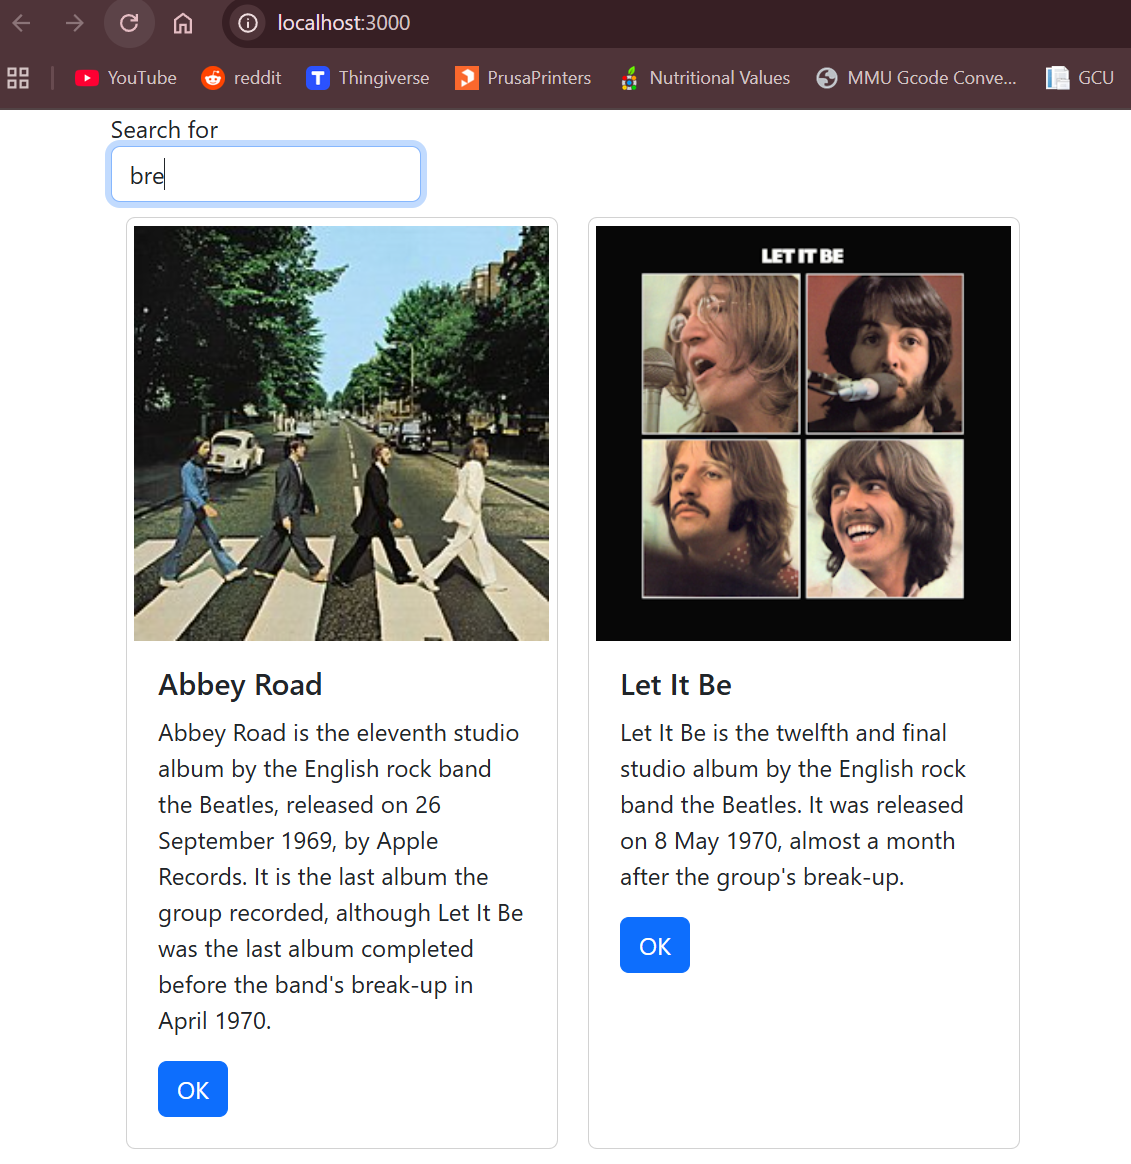 localhost:3000
YouTube reddit Thingiverse PrusaPrinters Nutritional Values MMU Gcode Conve... GCU
Search for
bre
LET IT BE
Abbey Road
Abbey Road is the eleventh studio
album by the English rock band
the Beatles, released on 26
September 1969, by Apple
Records. It is the last album the
group recorded, although Let It Be
was the last album completed
before the band's break-up in
April 1970.
OK
Let It Be
Let It Be is the twelfth and final
studio album by the English rock
band the Beatles. It was released
on 8 May 1970, almost a month
after the group's break-up.
OK